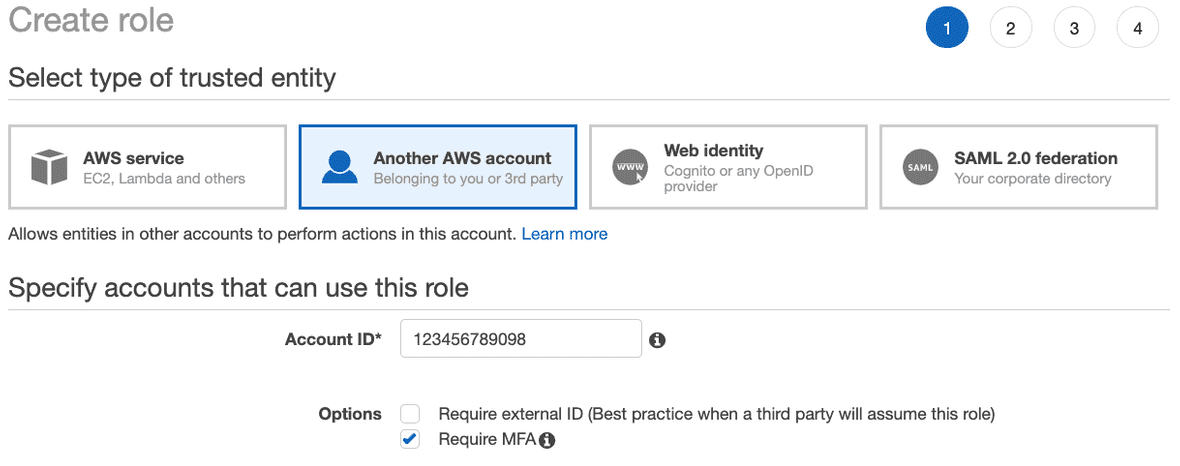 Create role
1 2 3 4
Select type of trusted entity
AWS service
EC2, Lambda and others
Another AWS account
Belonging to you or 3rd party
www
Web identity
Cognito or any OpenID
provider
SAML
SAML 2.0 federation
Your corporate directory
Allows entities in other accounts to perform actions in this account. Learn more
Specify accounts that can use this role
Account ID* 123456789098 i
Options Require external ID (Best practice when a third party will assume this role)
Require MFA i